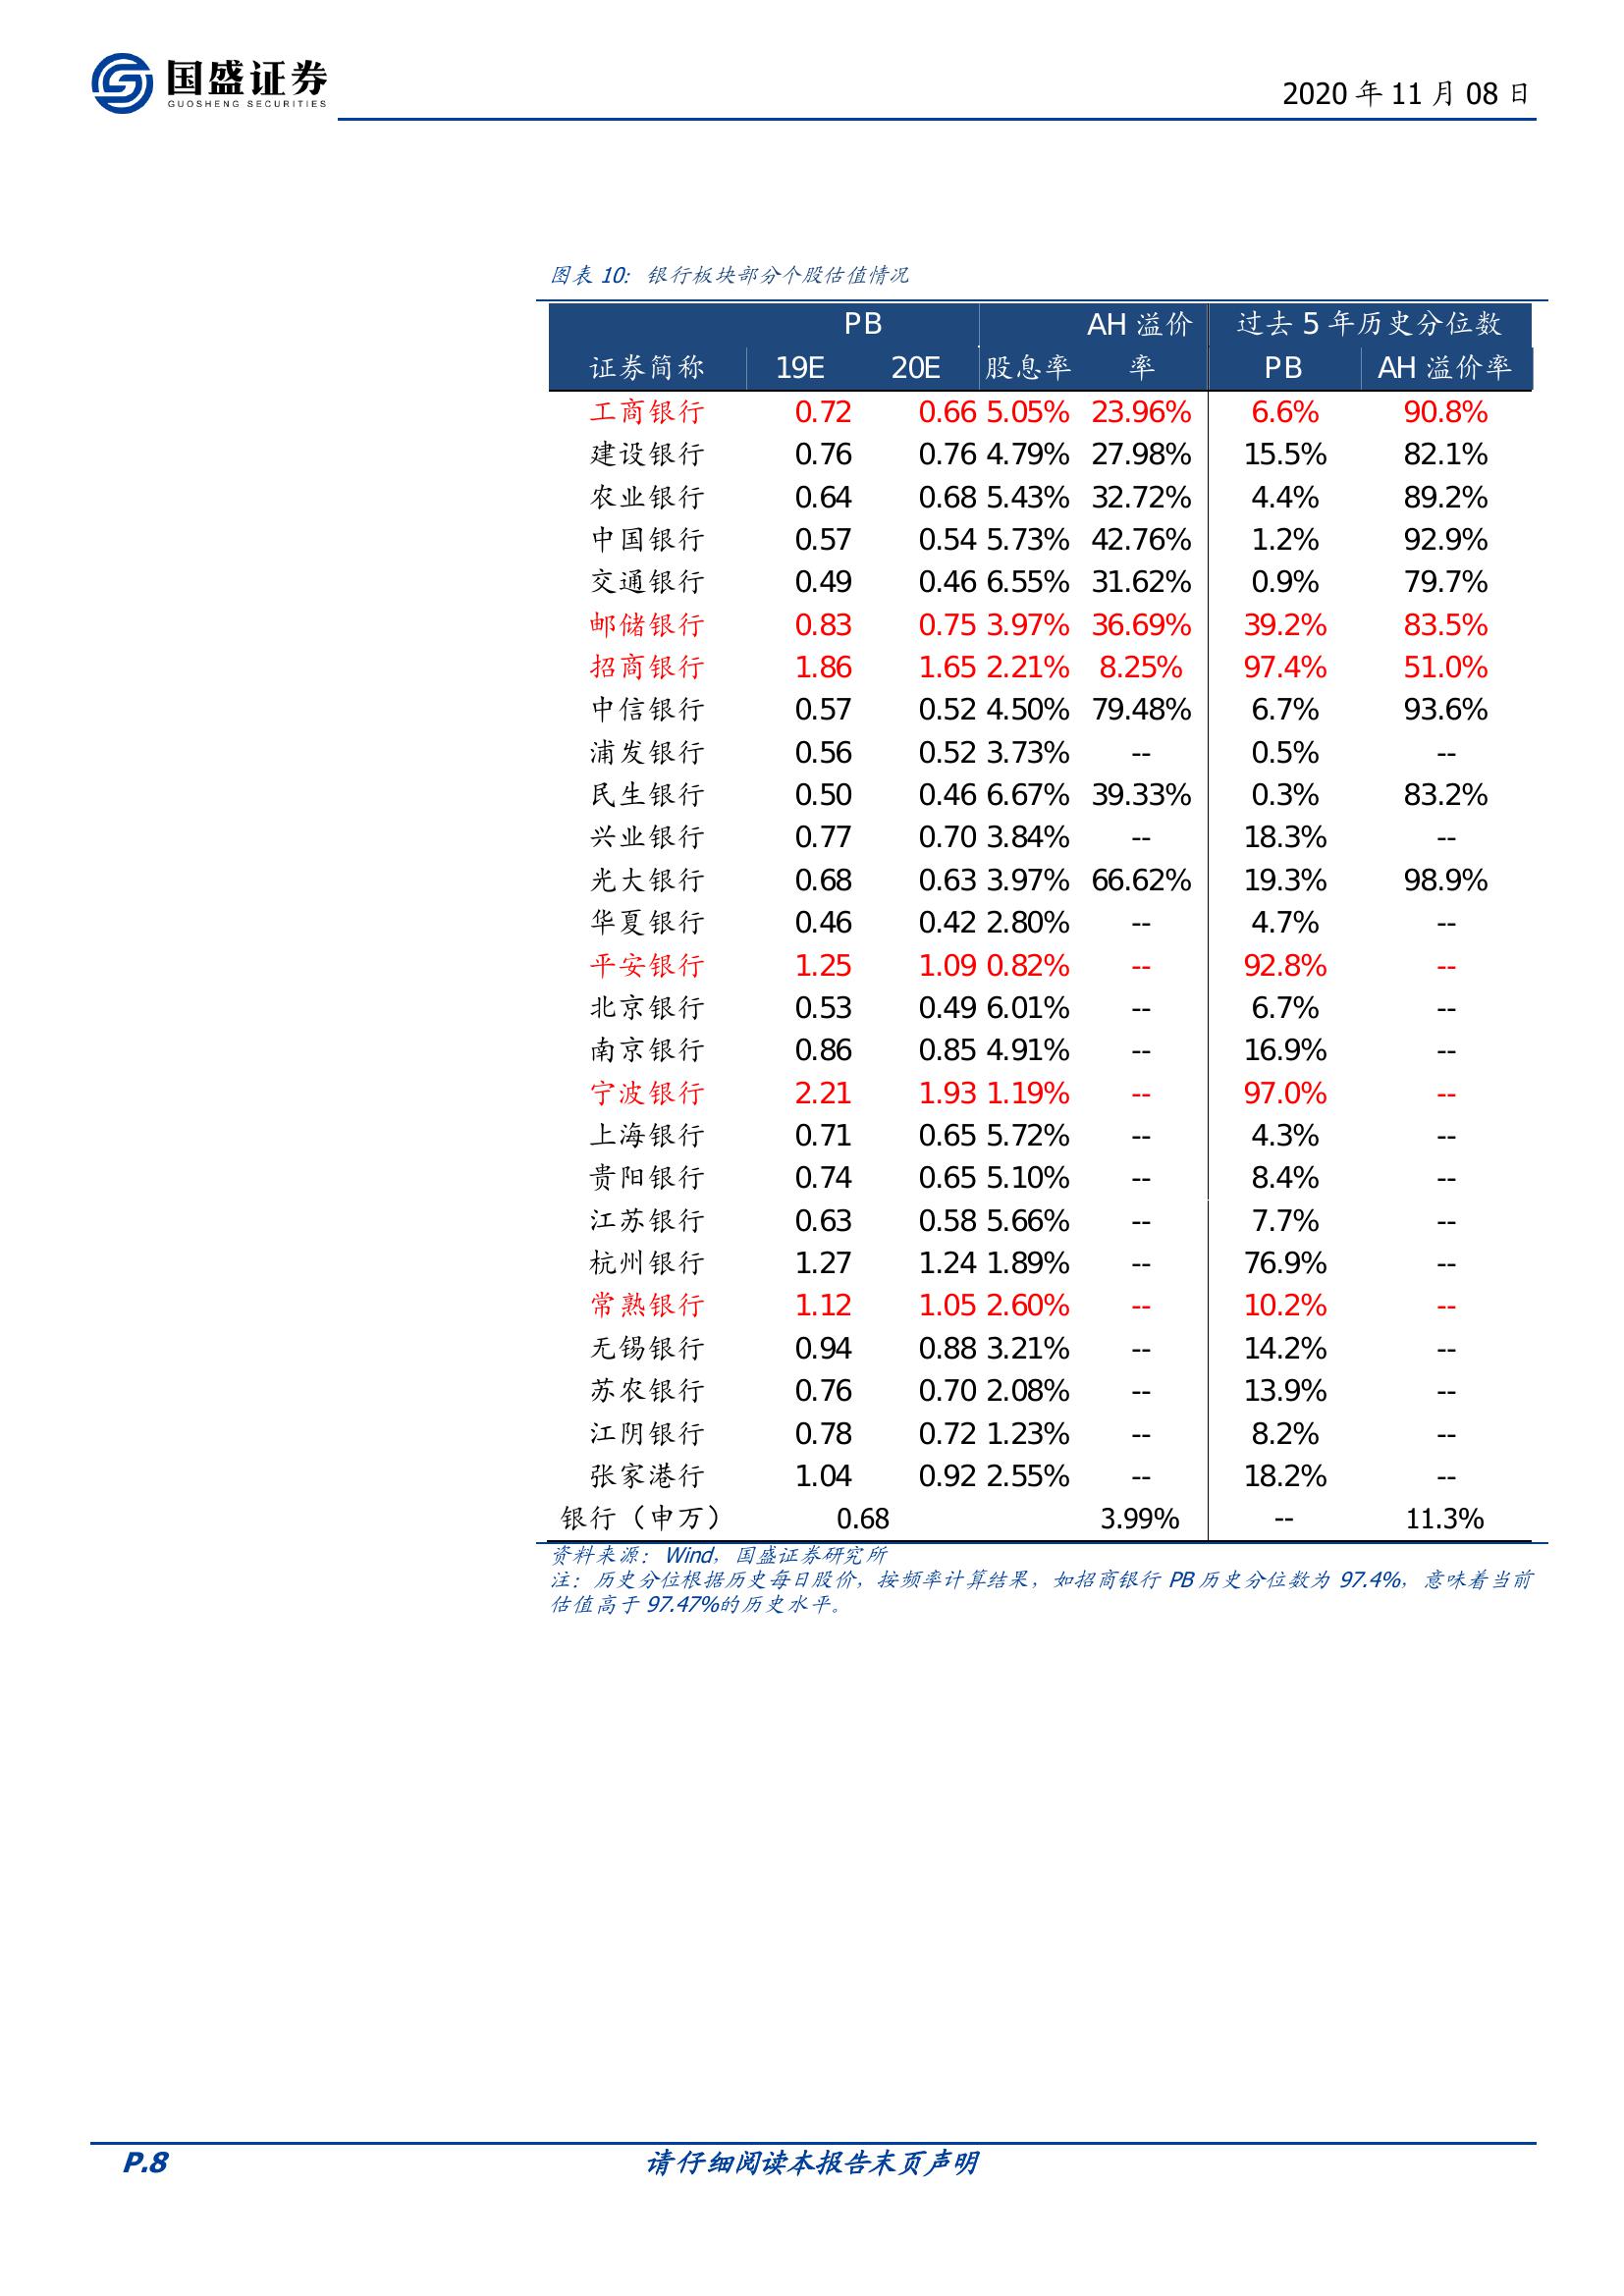 国盛证券
GUOSHENG SECURITIES
2020 年 11 月 08 日
图表 10: 银行板块部分个股估值情况
PB AH 溢价 过去 5 年历史分位数
证券简称 19E 20E 股息率 率 PB AH 溢价率
工商银行 0.72 0.66 5.05% 23.96% 6.6% 90.8%
建设银行 0.76 0.76 4.79% 27.98% 15.5% 82.1%
农业银行 0.64 0.68 5.43% 32.72% 4.4% 89.2%
中国银行 0.57 0.54 5.73% 42.76% 1.2% 92.9%
交通银行 0.49 0.46 6.55% 31.62% 0.9% 79.7%
邮储银行 0.83 0.75 3.97% 36.69% 39.2% 83.5%
招商银行 1.86 1.65 2.21% 8.25% 97.4% 51.0%
中信银行 0.57 0.52 4.50% 79.48% 6.7% 93.6%
浦发银行 0.56 0.52 3.73% -- 0.5% --
民生银行 0.50 0.46 6.67% 39.33% 0.3% 83.2%
兴业银行 0.77 0.70 3.84% -- 18.3% --
光大银行 0.68 0.63 3.97% 66.62% 19.3% 98.9%
华夏银行 0.46 0.42 2.80% -- 4.7% --
平安银行 1.25 1.09 0.82% -- 92.8% --
北京银行 0.53 0.49 6.01% -- 6.7% --
南京银行 0.86 0.85 4.91% -- 16.9% --
宁波银行 2.21 1.93 1.19% -- 97.0% --
上海银行 0.71 0.65 5.72% -- 4.3% --
贵阳银行 0.74 0.65 5.10% -- 8.4% --
江苏银行 0.63 0.58 5.66% -- 7.7% --
杭州银行 1.27 1.24 1.89% -- 76.9% --
常熟银行 1.12 1.05 2.60% -- 10.2% --
无锡银行 0.94 0.88 3.21% -- 14.2% --
苏农银行 0.76 0.70 2.08% -- 13.9% --
江阴银行 0.78 0.72 1.23% -- 8.2% --
张家港行 1.04 0.92 2.55% -- 18.2% --
银行（申万） 0.68 3.99% -- 11.3%
资料来源：Wind，国盛证券研究所
注：历史分位根据历史每日股价，按频率计算结果，如招商银行 PB 历史分位数为 97.4%，意味着当前
估值高于 97.47%的历史水平。
P.8 请仔细阅读本报告末页声明